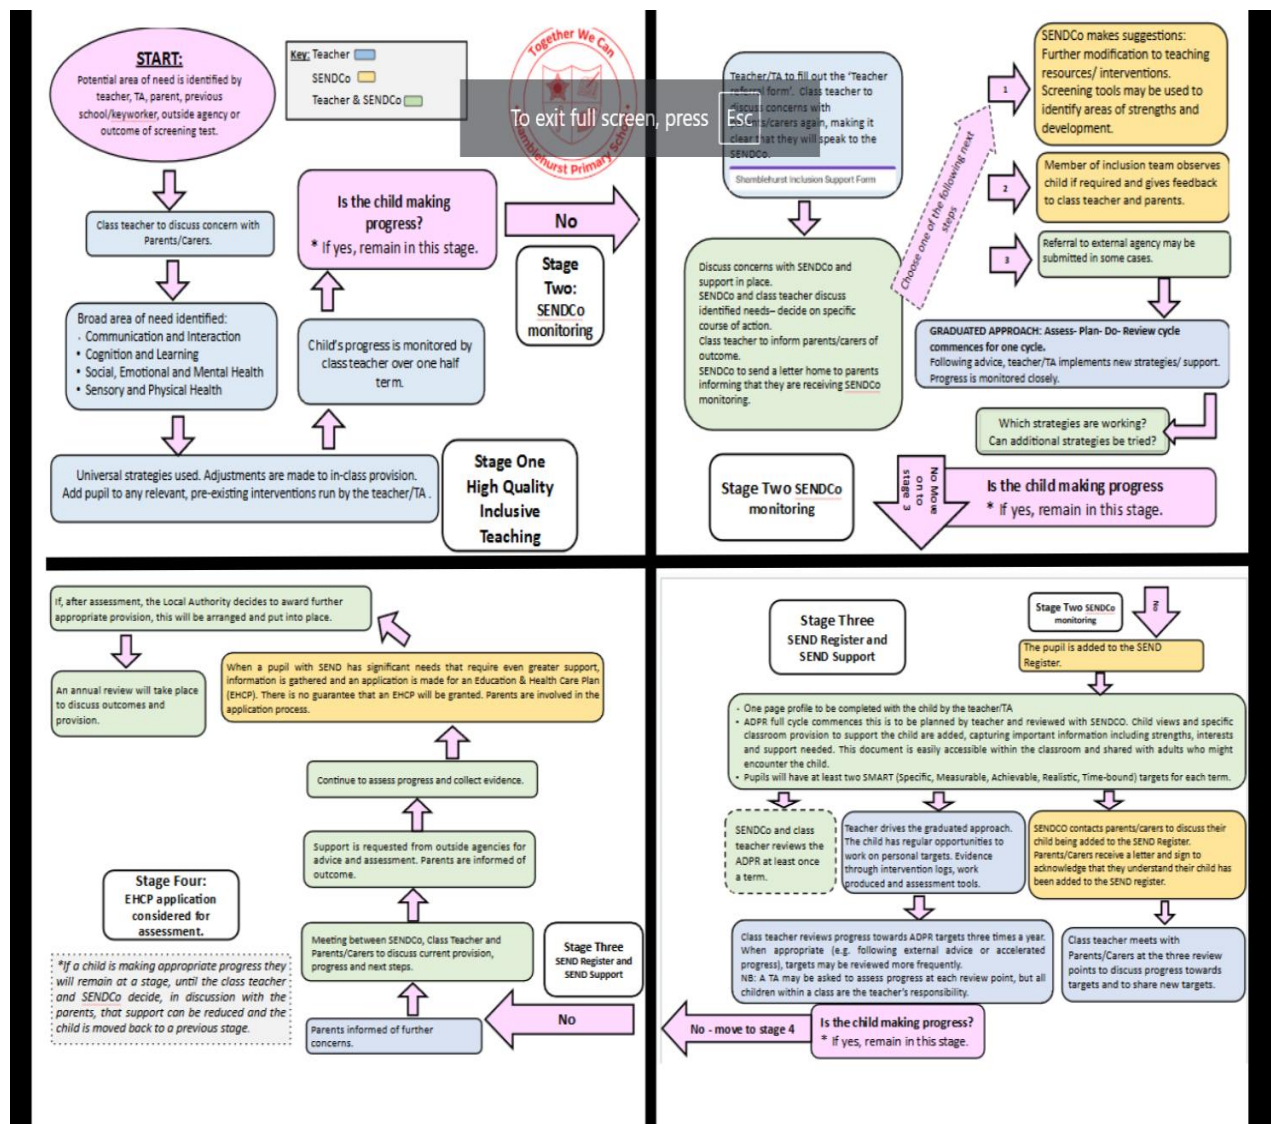 START:
Potential area of need is identified by
teacher, TA, parent, previous
school/keyworker, outside agency or
outcome of screening test.
Key: Teacher
SENDCo
Teacher & SENDCo
Together We Can
Shamblehurst Primary School
To exit full screen, press Esc
Class teacher to discuss concern with
Parents/Carers.
Broad area of need identified:
· Communication and Interaction
• Cognition and Learning
• Social, Emotional and Mental Health
• Sensory and Physical Health
Universal strategies used. Adjustments are made to in-class provision.
Add pupil to any relevant, pre-existing interventions run by the teacher/TA .
Child's progress is monitored by
class teacher over one half
term.
Is the child making
progress?
* If yes, remain in this stage.
No
Stage
Two:
SENDCo
monitoring
Stage One
High Quality
Inclusive
Teaching
Teacher/TA to fill out the 'Teacher
referral form'. Class teacher to
discuss concerns with
parents/carers again, making it
clear that they will speak to the
SENDCo.
Shamblehurst Inclusion Support Form
Discuss concerns with SENDCo and
support in place.
SENDCo and class teacher discuss
identified needs– decide on specific
course of action.
Class teacher to inform parents/carers of
outcome.
SENDCo to send a letter home to parents
informing that they are receiving SENDCo
monitoring.
Choose one of the following next
steps
1
SENDCo makes suggestions:
Further modification to teaching
resources/ interventions.
Screening tools may be used to
identify areas of strengths and
development.
2
Member of inclusion team observes
child if required and gives feedback
to class teacher and parents.
3
Referral to external agency may be
submitted in some cases.
GRADUATED APPROACH: Assess- Plan- Do- Review cycle
commences for one cycle.
Following advice, teacher/TA implements new strategies/ support.
Progress is monitored closely.
Which strategies are working?
Can additional strategies be tried?
Is the child making progress
* If yes, remain in this stage.
No Move
on to
stage 3
Stage Two SENDCo
monitoring
If, after assessment, the Local Authority decides to award further
appropriate provision, this will be arranged and put into place.
An annual review will take place
to discuss outcomes and
provision.
When a pupil with SEND has significant needs that require even greater support,
information is gathered and an application is made for an Education & Health Care Plan
(EHCP). There is no guarantee that an EHCP will be granted. Parents are involved in the
application process.
Continue to assess progress and collect evidence.
Support is requested from outside agencies for
advice and assessment. Parents are informed of
outcome.
Meeting between SENDCo, Class Teacher and
Parents/Carers to discuss current provision,
progress and next steps.
Parents informed of further
concerns.
Stage Four:
EHCP application
considered for
assessment.
*If a child is making appropriate progress they
will remain at a stage, until the class teacher
and SENDCo decide, in discussion with the
parents, that support can be reduced and the
child is moved back to a previous stage.
Stage Three
SEND Register and
SEND Support
No
Stage Three
SEND Register and
SEND Support
Stage Two SENDCo
monitoring
No
The pupil is added to the SEND
Register.
· One page profile to be completed with the child by the teacher/TA
• ADPR full cycle commences this is to be planned by teacher and reviewed with SENDCO. Child views and specific
classroom provision to support the child are added, capturing important information including strengths, interests
and support needed. This document is easily accessible within the classroom and shared with adults who might
encounter the child.
• Pupils will have at least two SMART (Specific, Measurable, Achievable, Realistic, Time-bound) targets for each term.
SENDCo and class
teacher reviews the
ADPR at least once
a term.
Teacher drives the graduated approach.
The child has regular opportunities to
work on personal targets. Evidence
through intervention logs, work
produced and assessment tools.
SENDCO contacts parents/carers to discuss their
child being added to the SEND Register.
Parents/Carers receive a letter and sign to
acknowledge that they understand their child has
been added to the SEND register.
Class teacher reviews progress towards ADPR targets three times a year.
When appropriate (e.g. following external advice or accelerated
progress), targets may be reviewed more frequently.
NB: A TA may be asked to assess progress at each review point, but all
children within a class are the teacher's responsibility.
Class teacher meets with
Parents/Carers at the three review
points to discuss progress towards
targets and to share new targets.
Is the child making progress?
* If yes, remain in this stage.
No - move to stage 4